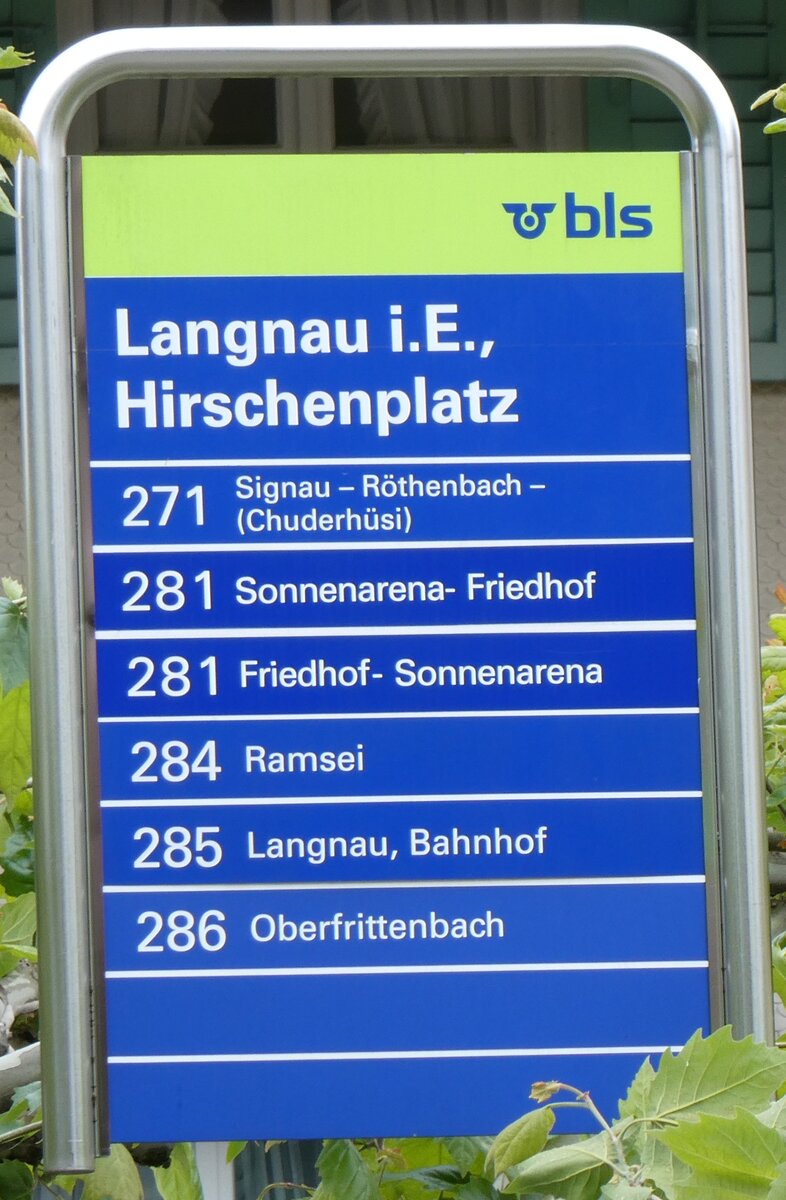 bls
Langnau i.E.,
Hirschenplatz
271 Signau – Röthenbach –
(Chuderhüsi)
281 Sonnenarena- Friedhof
281 Friedhof- Sonnenarena
284 Ramsei
285 Langnau, Bahnhof
286 Oberfrittenbach